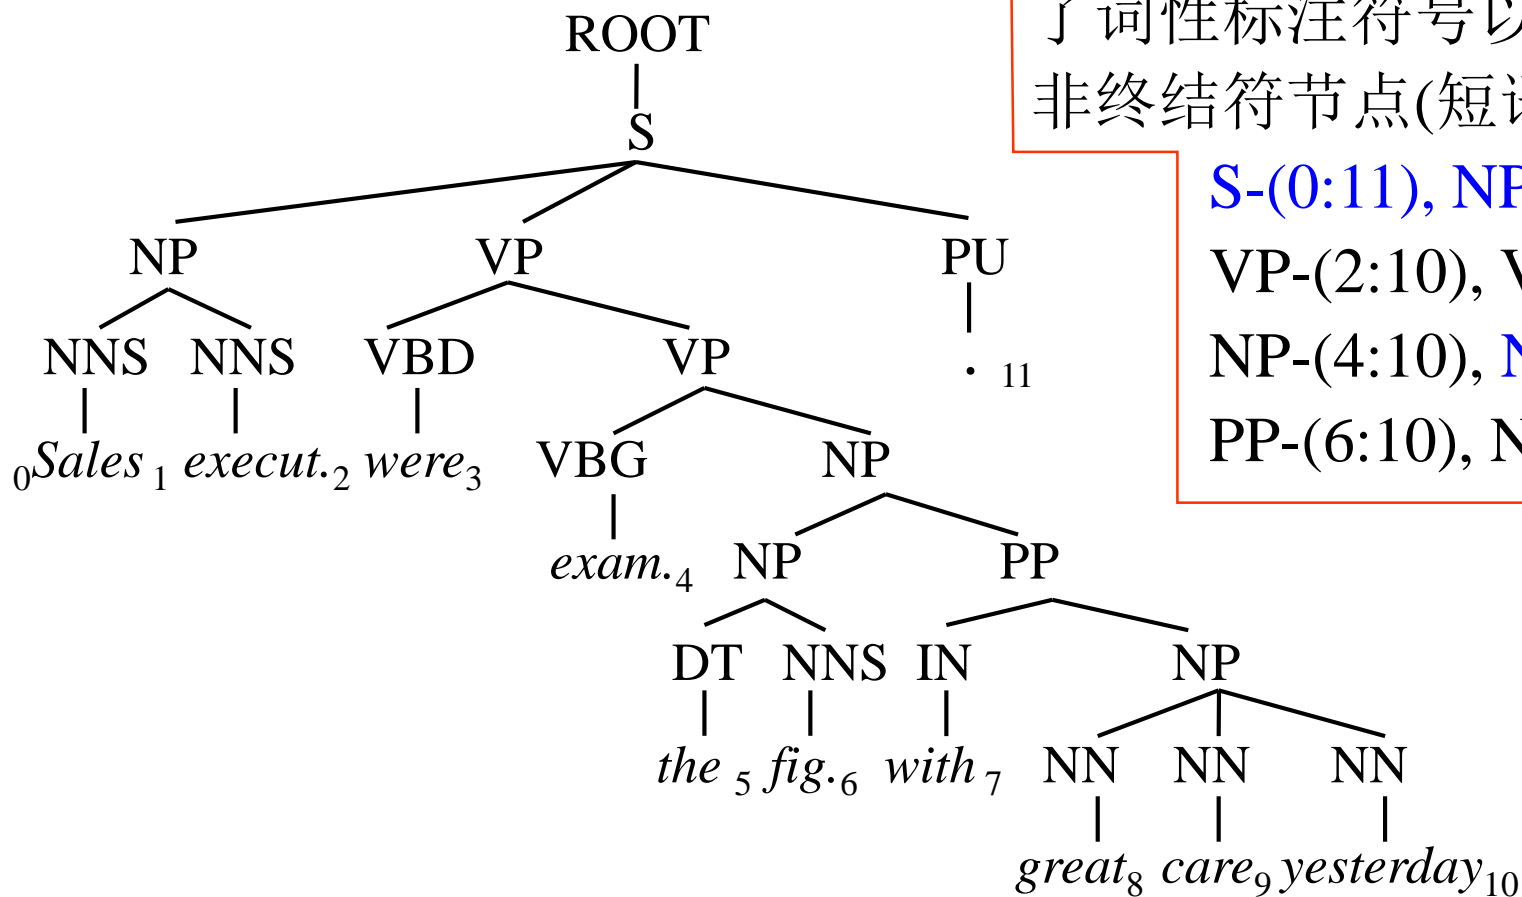 ROOT
了词性标注符号以
非终结符节点(短
S
S-(0:11), NP
NP VP PU
VP-(2:10), V
NNS NNS VBD VP . 11
NP-(4:10), N
0Sales 1 execut.2 were3 VBG NP
PP-(6:10), N
exam.4 NP PP
DT NNS IN NP
the 5 fig.6 with 7 NN NN NN
great8 care9 yesterday10